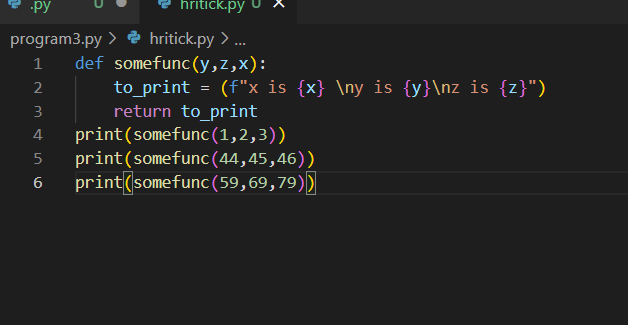 .py U hritick.py U
program3.py > hritick.py > ...
1 def somefunc(y,z,x):
2 to_print = (f"x is {x} \ny is {y}\nz is {z}")
3 return to_print
4 print(somefunc(1,2,3))
5 print(somefunc(44,45,46))
6 print(somefunc(59,69,79))